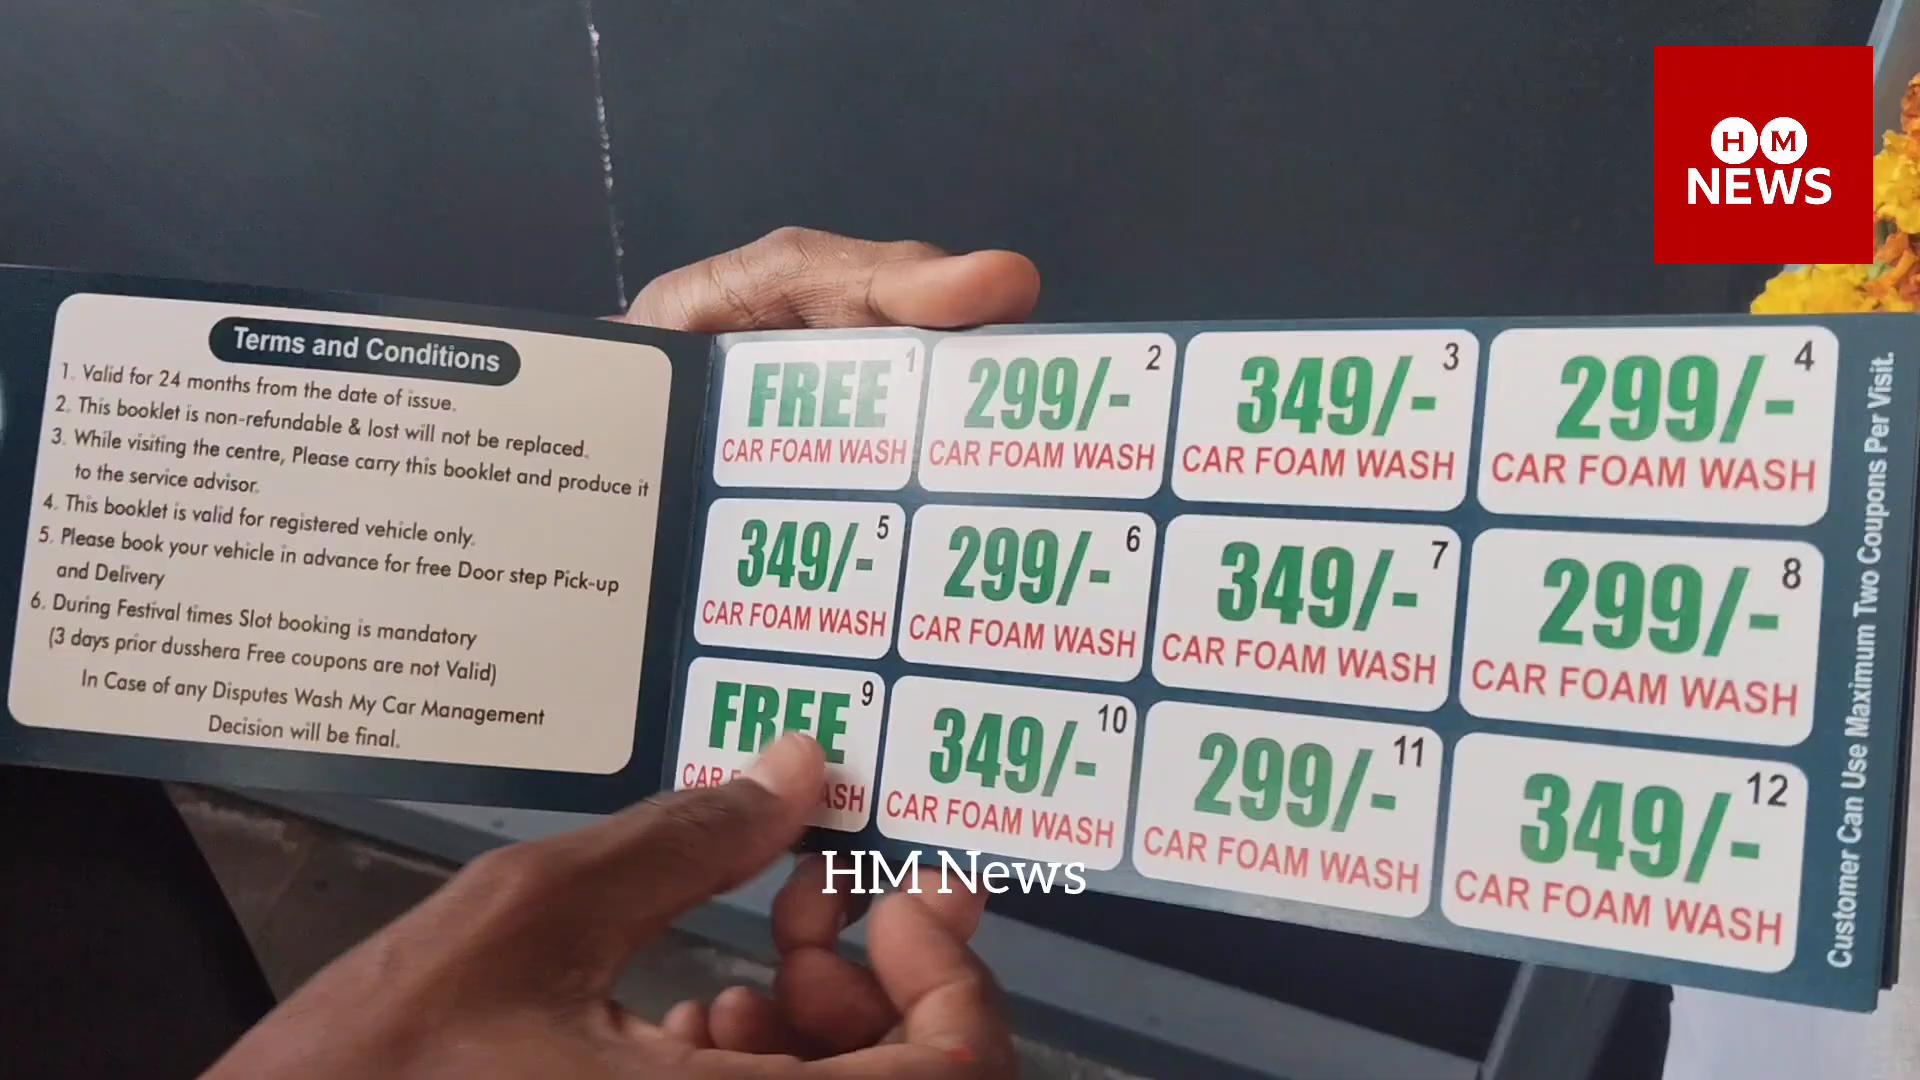 H M
NEWS
Terms and Conditions
1. Valid for 24 months from the date of issue.
2. This booklet is non-refundable & lost will not be replaced.
3. While visiting the centre, Please carry this booklet and produce it
to the service advisor.
4. This booklet is valid for registered vehicle only.
5. Please book your vehicle in advance for free Door step Pick-up
and Delivery
6. During Festival times Slot booking is mandatory
(3 days prior dusshera Free coupons are not Valid)
In Case of any Disputes Wash My Car Management
Decision will be final.
1
FREE
CAR FOAM WASH
2
299/-
CAR FOAM WASH
3
349/-
CAR FOAM WASH
4
299/-
CAR FOAM WASH
5
349/-
CAR FOAM WASH
6
299/-
CAR FOAM WASH
7
349/-
CAR FOAM WASH
8
299/-
CAR FOAM WASH
9
FREE
CAR FOAM WASH
10
349/-
CAR FOAM WASH
11
299/-
CAR FOAM WASH
12
349/-
CAR FOAM WASH
Customer Can Use Maximum Two Coupons Per Visit.
HM News